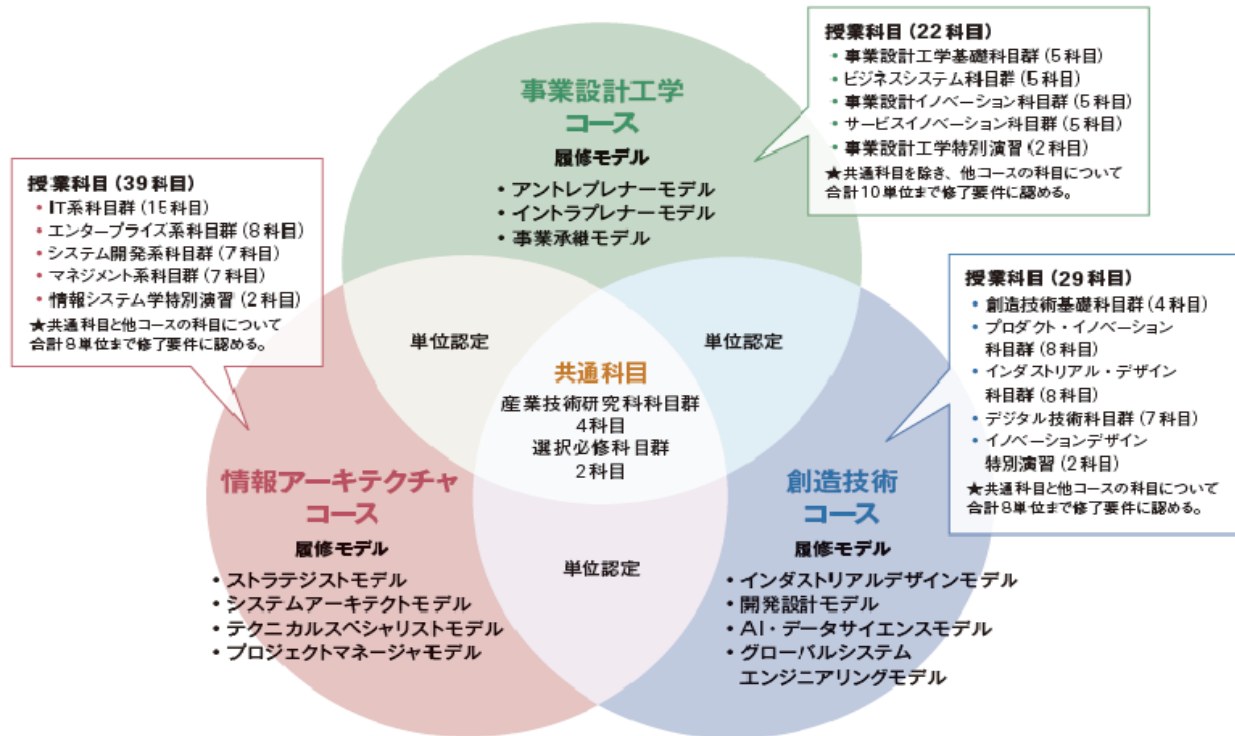 事業設計工学
コース
履修モデル
• アントレプレナーモデル
• イントラプレナーモデル
• 事業承継モデル
授業科目（22科目）
• 事業設計工学基礎科目群（5科目）
• ビジネスシステム科目群（5科目）
• 事業設計イノベーション科目群（5科目）
• サービスイノベーション科目群（5科目）
• 事業設計工学特別演習（2科目）
★共通科目を除き、他コースの科目について
合計10単位まで修了要件に認める。
授業科目（39科目）
• IT系科目群（15科目）
• エンタープライズ系科目群（8科目）
• システム開発系科目群（7科目）
• マネジメント系科目群（7科目）
• 情報システム学特別演習（2科目）
★共通科目と他コースの科目について
合計8単位まで修了要件に認める。
授業科目（29科目）
• 創造技術基礎科目群（4科目）
• プロダクト・イノベーション
科目群（8科目）
• インダストリアル・デザイン
科目群（8科目）
• デジタル技術科目群（7科目）
• イノベーションデザイン
特別演習（2科目）
★共通科目と他コースの科目について
合計8単位まで修了要件に認める。
単位認定
単位認定
共通科目
産業技術研究科科目群
4科目
選択必修科目群
2科目
情報アーキテクチャ
コース
履修モデル
• ストラテジストモデル
• システムアーキテクトモデル
• テクニカルスペシャリストモデル
• プロジェクトマネージャモデル
単位認定
創造技術
コース
履修モデル
• インダストリアルデザインモデル
• 開発設計モデル
• AI・データサイエンスモデル
• グローバルシステム
エンジニアリングモデル